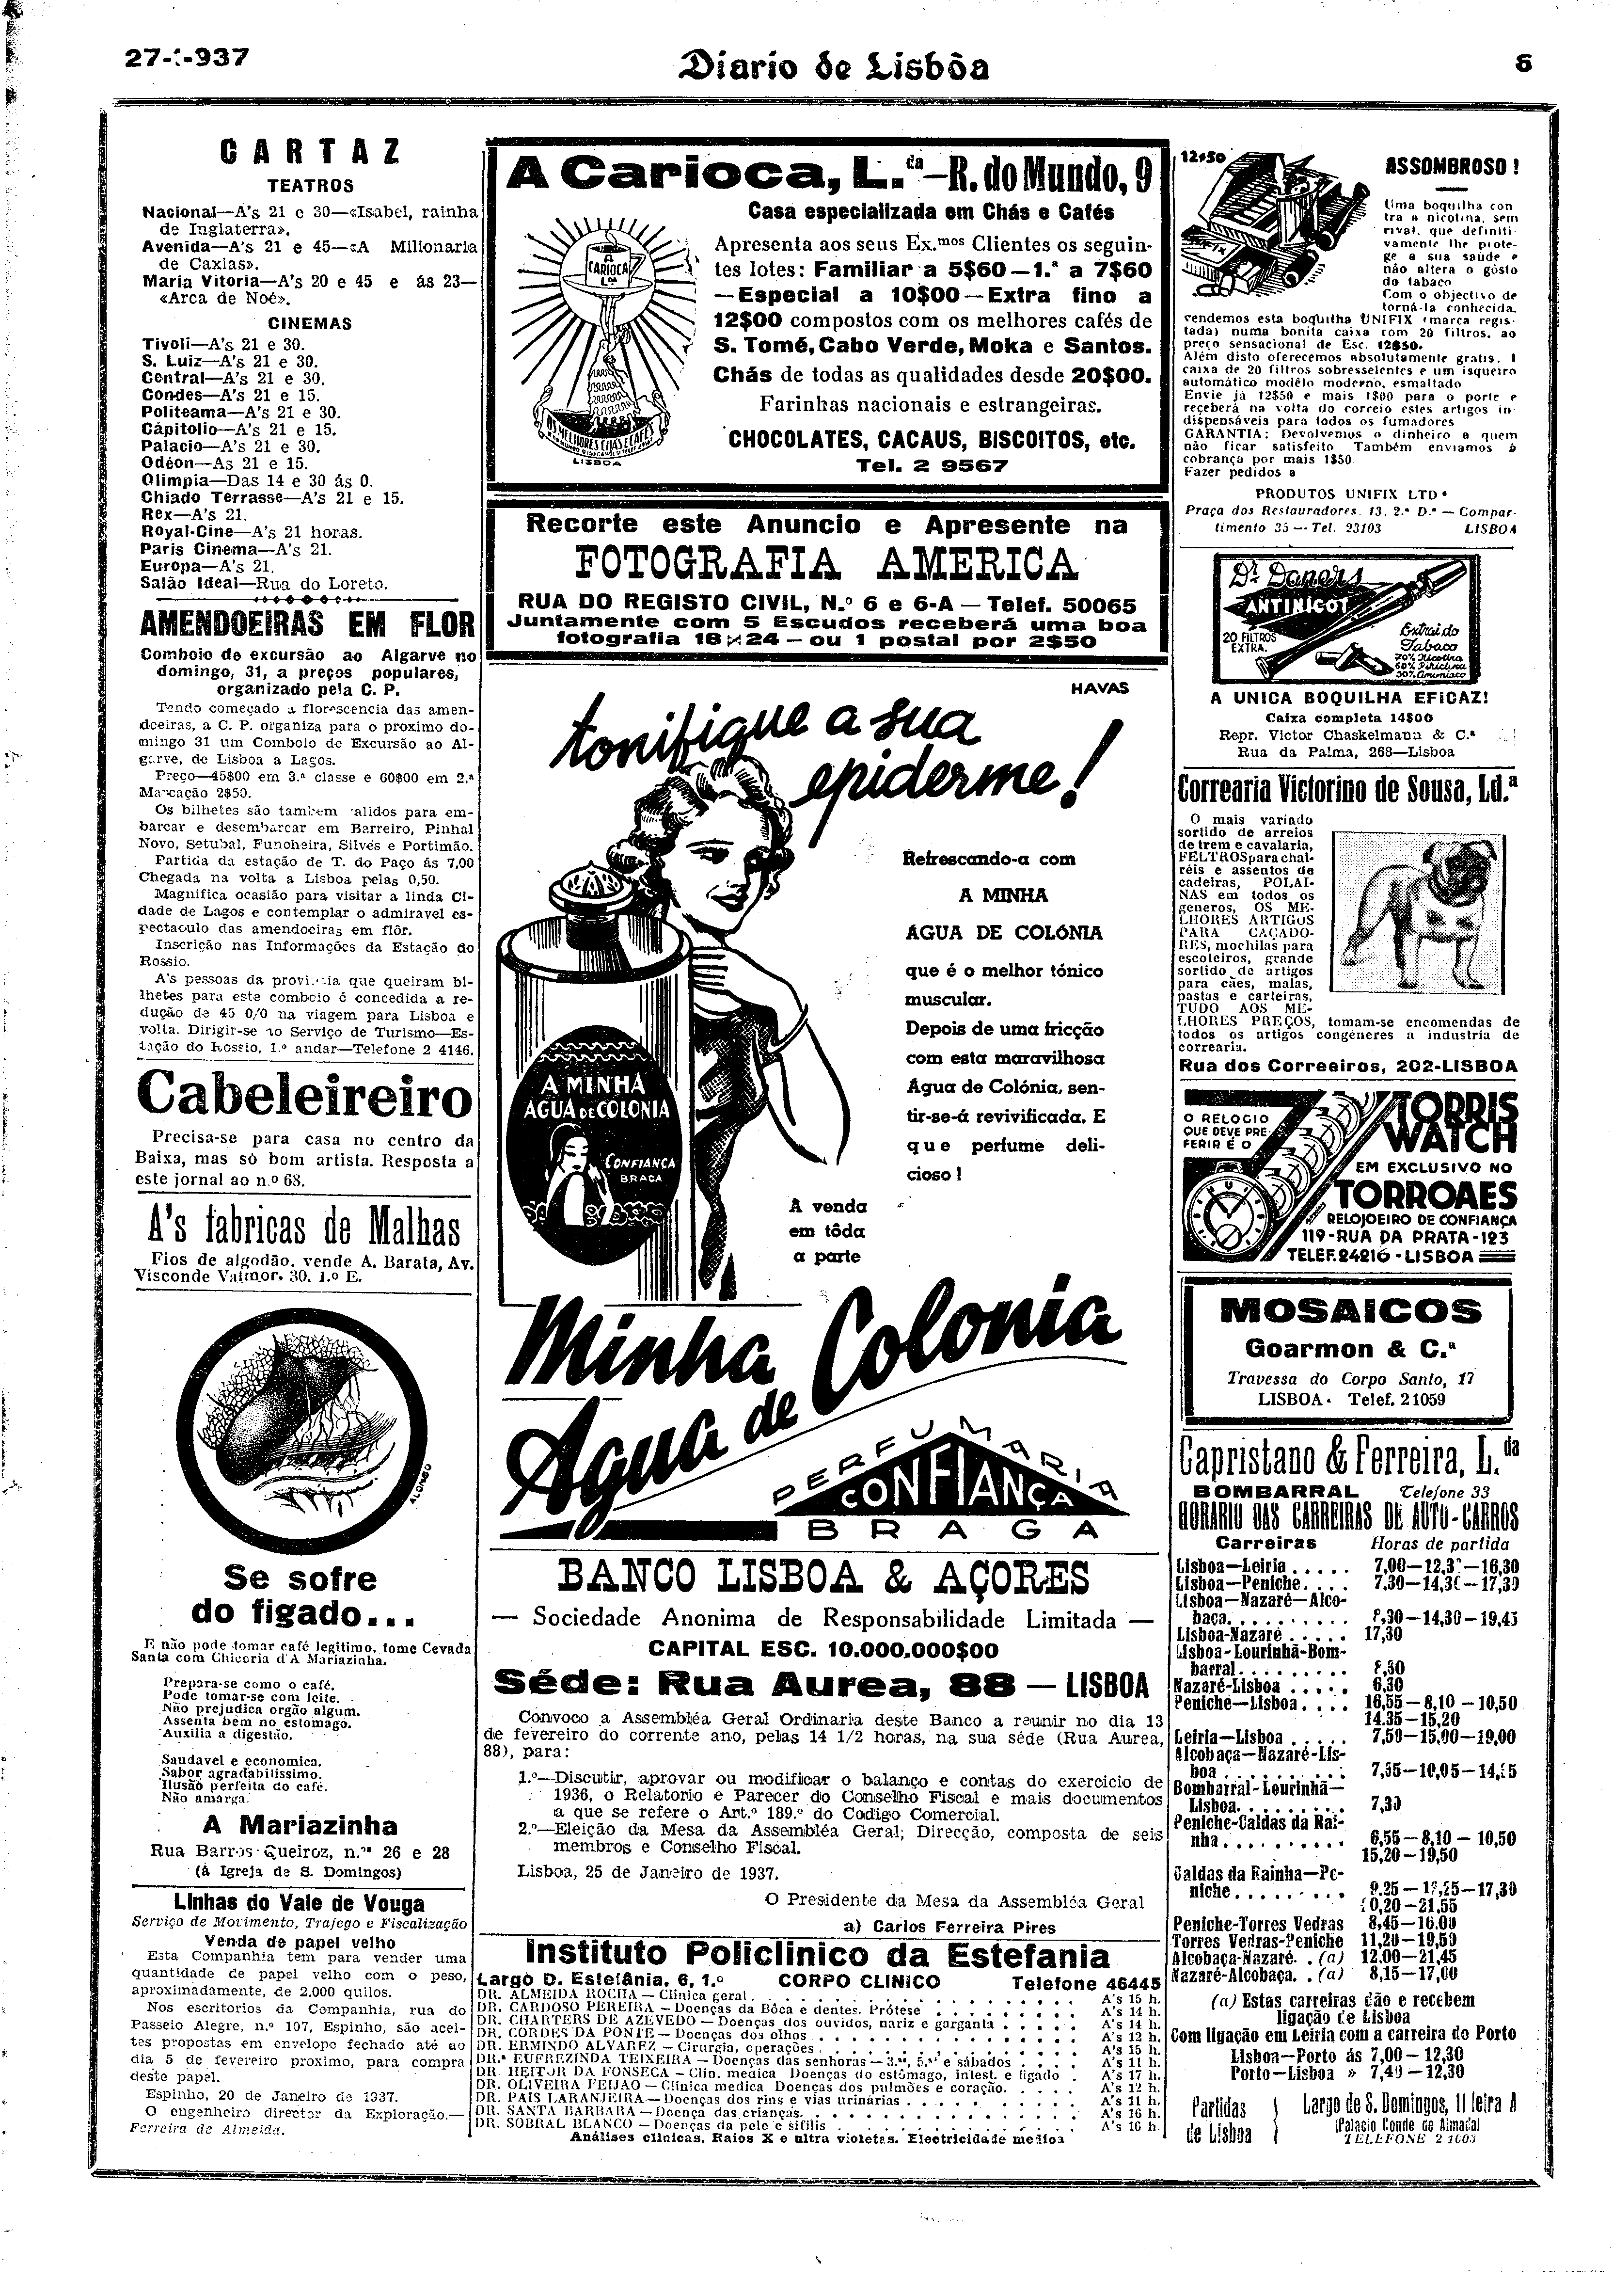 Diario de Lisbôa
CARTAZ
TEATROS
Nacional—A's 21 e 30—«Isabel, rainha
de Inglaterra».
Avenida—A's 21 e 45—«A Milionaria
de Caxias».
Maria Vitoria—A's 20 e 45 e ás 23—
«Arca de Noé».
CINEMAS
Tivoli—A's 21 e 30.
S. Luiz—A's 21 e 30.
Central—A's 21 e 30.
Condes—A's 21 e 15.
Politeama—A's 21 e 30.
Cápitolio—A's 21 e 15.
Palacio—A's 21 e 30.
Odéon—As 21 e 15.
Olimpia—Das 14 e 30 ás 0.
Chiado Terrasse—A's 21 e 15.
Rex—A's 21.
Royal-Cine—A's 21 horas.
Paris Cinema—A's 21.
Europa—A's 21.
Salão Ideal—Rua do Loreto.
AMENDOEIRAS EM FLOR
Comboio de excursão ao Algarve no
domingo, 31, a preços populares,
organizado pela C. P.
Tendo começado a florescencia das amen-
doeiras, a C. P. organiza para o proximo do-
mingo 31 um Comboio de Excursão ao Al-
garve, de Lisboa a Lagos.
Preço—45$00 em 3.ª classe e 60$00 em 2.ª
Marcação 2$50.
Os bilhetes são tambem validos para em-
barcar e desembarcar em Barreiro, Pinhal
Novo, Setubal, Funcheira, Silves e Portimão.
Partida da estação de T. do Paço ás 7,00
Chegada na volta a Lisboa pelas 0,50.
Magnifica ocasião para visitar a linda Ci-
dade de Lagos e contemplar o admiravel es-
pectaculo das amendoeiras em flôr.
Inscrição nas Informações da Estação do
Rossio.
A's pessoas da provincia que queiram bi-
lhetes para este comboio é concedida a re-
dução de 45 0/0 na viagem para Lisboa e
volta. Dirigir-se ao Serviço de Turismo—Es-
tação do Rossio, 1.º andar—Telefone 2 4146.
Cabeleireiro
Precisa-se para casa no centro da
Baixa, mas só bom artista. Resposta a
este jornal ao n.º 68.
A's fabricas de Malhas
Fios de algodão, vende A. Barata, Av.
Visconde Valmor, 30, 1.º E.
ALONSO
Se sofre
do figado...
E não pode tomar café legitimo, tome Cevada
Santa com Chicoria d'A Mariazinha.
Prepara-se como o café.
Pode tomar-se com leite.
Não prejudica orgão algum.
Assenta bem no estomago.
Auxilia a digestão.
Saudavel e economica.
Sabor agradabilissimo.
Ilusão perfeita do café.
Não amarga.
A Mariazinha
Rua Barros Queiroz, n.ºs 26 e 28
(á Igreja de S. Domingos)
Linhas do Vale de Vouga
Serviço de Movimento, Trafego e Fiscalização
Venda de papel velho
Esta Companhia tem para vender uma
quantidade de papel velho com o peso,
aproximadamente, de 2.000 quilos.
Nos escritorios da Companhia, rua do
Passeio Alegre, n.º 107, Espinho, são acei-
tes propostas em envelope fechado até ao
dia 5 de fevereiro proximo, para compra
deste papel.
Espinho, 20 de Janeiro de 1937.
O engenheiro director da Exploração.—
Ferreira de Almeida.
A Carioca, L.da—R. do Mundo, 9
Casa especializada em Chás e Cafés
Apresenta aos seus Ex.mos Clientes os seguin-
tes lotes: Familiar a 5$60—1.ª a 7$60
—Especial a 10$00—Extra fino a
12$00 compostos com os melhores cafés de
S. Tomé, Cabo Verde, Moka e Santos.
Chás de todas as qualidades desde 20$00.
Farinhas nacionais e estrangeiras.
CHOCOLATES, CACAUS, BISCOITOS, etc.
Tel. 2 9567
A
CARIOCA
L.DA
OS MELHORES CHÁS E CAFÉS
LISBOA
Recorte este Anuncio e Apresente na
FOTOGRAFIA AMERICA
RUA DO REGISTO CIVIL, N.º 6 e 6-A — Telef. 50065
Juntamente com 5 Escudos receberá uma boa
fotografia 18×24 — ou 1 postal por 2$50
HAVAS
tonifique a sua
epiderme!
Refrescando-a com
A MINHA
ÁGUA DE COLÓNIA
que é o melhor tónico
muscular.
Depois de uma fricção
com esta maravilhosa
Água de Colónia, sen-
tir-se-á revivificada. E
que perfume deli-
cioso!
A MINHA
AGUA DE COLONIA
CONFIANÇA
BRAGA
À venda
em tôda
a parte
Minha Colonia
Agua de
PERFUMARIA
CONFIANÇA
BRAGA
BANCO LISBOA & AÇORES
— Sociedade Anonima de Responsabilidade Limitada —
CAPITAL ESC. 10.000.000$00
Séde: Rua Aurea, 88 — LISBOA
Convoco a Assembléa Geral Ordinaria deste Banco a reunir no dia 13
de fevereiro do corrente ano, pelas 14 1/2 horas, na sua séde (Rua Aurea,
88), para:
1.º—Discutir, aprovar ou modificar o balanço e contas do exercicio de
1936, o Relatorio e Parecer do Conselho Fiscal e mais documentos
a que se refere o Art.º 189.º do Codigo Comercial.
2.º—Eleição da Mesa da Assembléa Geral; Direcção, composta de seis
membros e Conselho Fiscal.
Lisboa, 25 de Janeiro de 1937.
O Presidente da Mesa da Assembléa Geral
a) Carlos Ferreira Pires
Instituto Policlinico da Estefania
Largo D. Estefânia, 6, 1.º CORPO CLINICO Telefone 46445
DR. ALMEIDA ROCHA — Clinica geral . . . . A's 15 h.
DR. CARDOSO PEREIRA — Doenças da Bôca e dentes. Prótese . . . . A's 14 h.
DR. CHARTERS DE AZEVEDO — Doenças dos ouvidos, nariz e garganta . . . . A's 14 h.
DR. CORDES DA PONTE — Doenças dos olhos . . . . A's 12 h.
DR. ERMINDO ALVAREZ — Cirurgia, operações . . . . A's 15 h.
DR.ª EUFREZINDA TEIXEIRA — Doenças das senhoras — 3.as, 5.as e sábados . . . . A's 11 h.
DR. HEITOR DA FONSECA — Clin. medica Doenças do estômago, intest. e figado . A's 17 h.
DR. OLIVEIRA FEIJAO — Clinica medica Doenças dos pulmões e coração. . . . . A's 12 h.
DR. PAIS LARANJEIRA — Doenças dos rins e vias urinárias . . . . A's 11 h.
DR. SANTA BARBARA — Doença das crianças. . . . . A's 16 h.
DR. SOBRAL BLANCO — Doenças da pele e sifilis . . . . A's 16 h.
Análises clinicas, Raios X e ultra violetas. Electricidade medica
12$50
ASSOMBROSO!
Uma boquilha con
tra a nicotina, sem
rival, que definiti-
vamente lhe prote-
ge a sua saúde e
não altera o gôsto
do tabaco
Com o objectivo de
torná-la conhecida,
vendemos esta boquilha UNIFIX (marca regis-
tada) numa bonita caixa com 20 filtros, ao
preço sensacional de Esc. 12$50.
Além disto oferecemos absolutamente gratis, 1
caixa de 20 filtros sobresselentes e um isqueiro
automático modêlo moderno, esmaltado
Envie já 12$50 e mais 1$00 para o porte e
receberá na volta do correio estes artigos in-
dispensáveis para todos os fumadores
GARANTIA: Devolvemos o dinheiro a quem
não ficar satisfeito Também enviamos à
cobrança por mais 1$50
Fazer pedidos a
PRODUTOS UNIFIX LTD.ª
Praça dos Restauradores, 13, 2.º D.º — Compar-
timento 35 — Tel. 23103 LISBOA
Dr. Daners
ANTINICOT
20 FILTROS
EXTRA.
Extrai do
Tabaco
70% Nicotina
60% Piridina
30% Amoniaco
A UNICA BOQUILHA EFICAZ!
Caixa completa 14$00
Repr. Victor Chaskelmann & C.ª
Rua da Palma, 268—Lisboa
Correaria Victorino de Sousa, Ld.ª
O mais variado
sortido de arreios
de trem e cavalaria,
FELTROS para chai-
réis e assentos de
cadeiras, POLAI-
NAS em todos os
generos, OS ME-
LHORES ARTIGOS
PARA CAÇADO-
RES, mochilas para
escoteiros, grande
sortido de artigos
para cães, malas,
pastas e carteiras,
TUDO AOS ME-
LHORES PREÇOS, tomam-se encomendas de
todos os artigos congeneres a industria de
correaria.
Rua dos Correeiros, 202-LISBOA
O RELOGIO
QUE DEVE PRE-
FERIR É O
TORRIS
WATCH
EM EXCLUSIVO NO
TORROAES
RELOJOEIRO DE CONFIANÇA
119-RUA DA PRATA-123
TELEF. 24216-LISBOA
MOSAICOS
Goarmon & C.ª
Travessa do Corpo Santo, 17
LISBOA. Telef. 21059
Capristano & Ferreira, L.da
BOMBARRAL Telefone 33
HORARIO DAS CARREIRAS DE AUTO-CARROS
Carreiras Horas de partida
Lisboa—Leiria . . . . . 7,00—12,3 —16,30
Lisboa—Peniche. . . . 7,30—14,30—17,30
Lisboa—Nazaré—Alco-
baça. . . . . . . . . . 8,30—14,30—19,45
Lisboa-Nazaré . . . . . 17,30
Lisboa-Lourinhã-Bom-
barral. . . . . . . . . 8,30
Nazaré-Lisboa . . . . . 6,30
Peniche—Lisboa. . . . 16,55—8,10—10,50
14,35—15,20
Leiria—Lisboa . . . . . 7,50—15,00—19,00
Alcobaça—Nazaré-Lis-
boa . . . . . . . . . . 7,35—10,05—14,15
Bombarral-Lourinhã—
Lisboa. . . . . . . . . 7,30
Peniche-Caldas da Rai-
nha. . . . . . . . . . 6,55—8,10—10,50
15,20—19,50
Caldas da Rainha—Pe-
niche. . . . . . . . . 9,25— —17,30
20—21,55
Peniche-Torres Vedras 8,45—16,00
Torres Vedras-Peniche 11,20—19,50
Alcobaça-Nazaré. . (a) 12,00—21,45
Nazaré-Alcobaça. . (a) 8,15—17,00
(a) Estas carreiras dão e recebem
ligação de Lisboa
Com ligação em Leiria com a carreira do Porto
Lisboa—Porto ás 7,00—12,30
Porto—Lisboa » 7,40—12,30
Partidas
de Lisboa
Largo de S. Domingos, 11 letra A
(Palacio Conde de Almada)
TELEFONE 2 1603